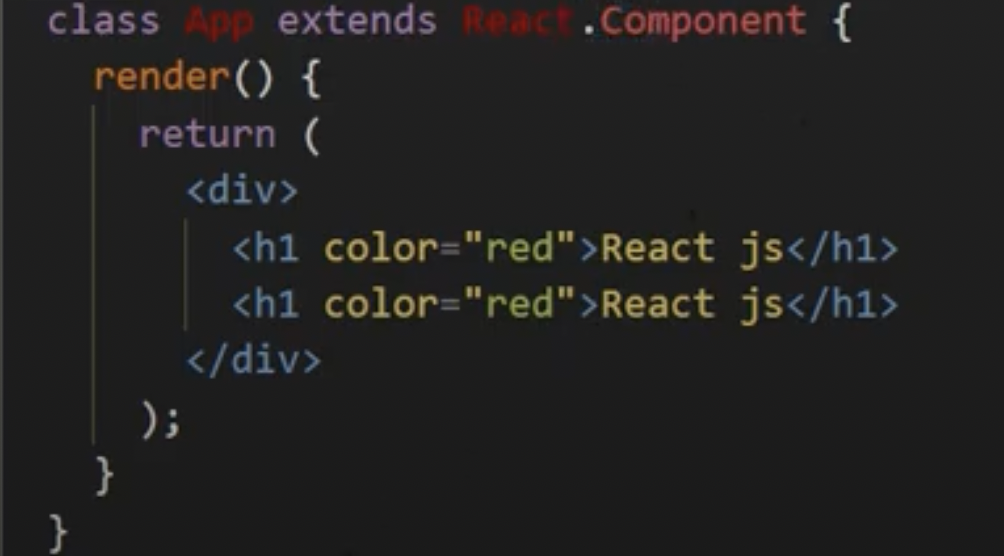 class App extends React.Component {
render() {
return (
<div>
<h1 color="red">React js</h1>
<h1 color="red">React js</h1>
</div>
);
}
}